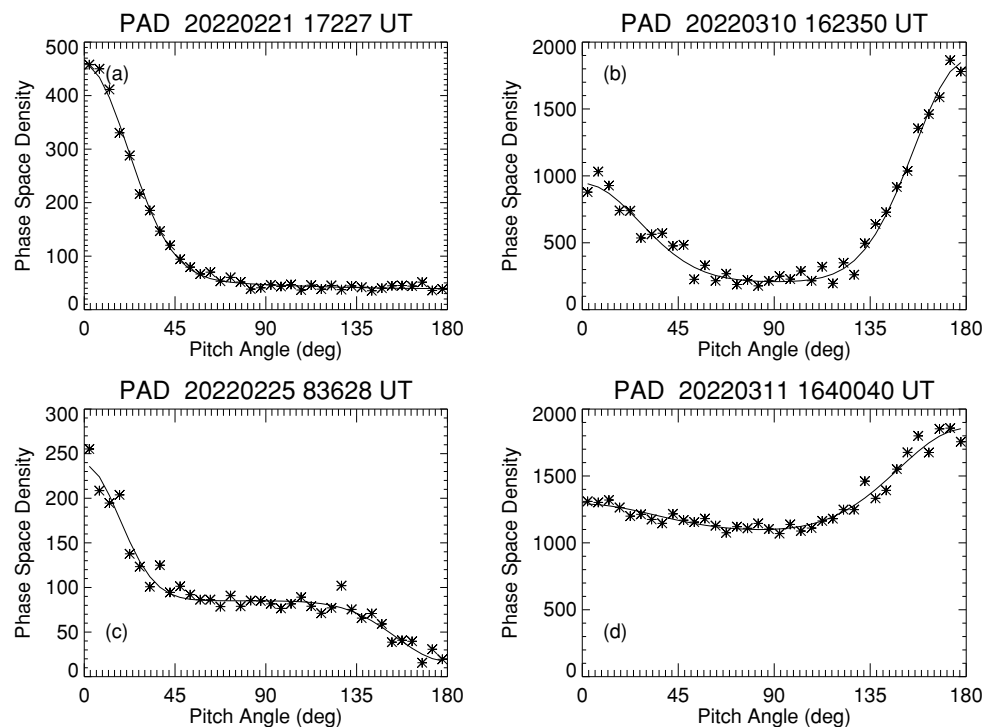 PAD 20220221 17227 UT
500
400
300
200
100
0
(a)
Phase Space Density
0 45 90 135 180
Pitch Angle (deg)
PAD 20220310 162350 UT
2000
1500
1000
500
0
(b)
Phase Space Density
0 45 90 135 180
Pitch Angle (deg)
PAD 20220225 83628 UT
300
250
200
150
100
50
0
(c)
Phase Space Density
0 45 90 135 180
Pitch Angle (deg)
PAD 20220311 1640040 UT
2000
1500
1000
500
0
(d)
Phase Space Density
0 45 90 135 180
Pitch Angle (deg)